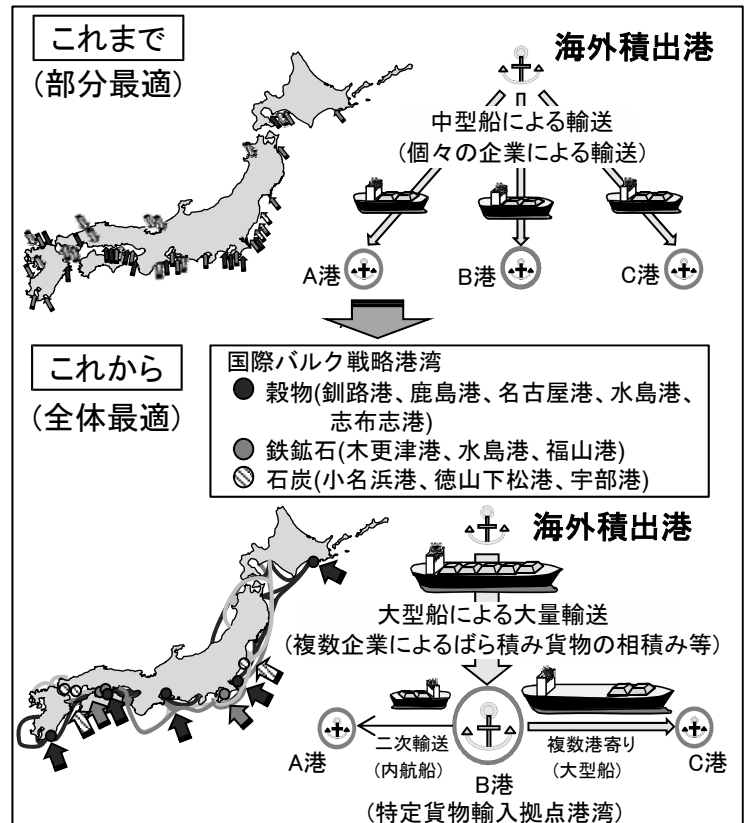 これまで
(部分最適)
海外積出港
中型船による輸送
(個々の企業による輸送)
A港
B港
C港
これから
(全体最適)
国際バルク戦略港湾
穀物(釧路港、鹿島港、名古屋港、水島港、
志布志港)
鉄鉱石(木更津港、水島港、福山港)
石炭(小名浜港、徳山下松港、宇部港)
海外積出港
大型船による大量輸送
(複数企業によるばら積み貨物の相積み等)
二次輸送
(内航船)
複数港寄り
(大型船)
A港
B港
C港
(特定貨物輸入拠点港湾)